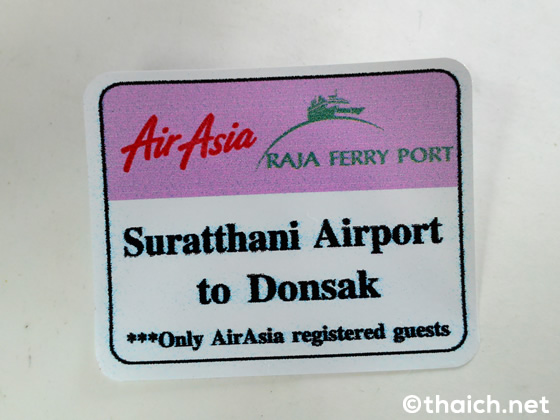 AirAsia
RAJA FERRY PORT
Suratthani Airport
to Donsak
***Only AirAsia registered guests
©thaich.net